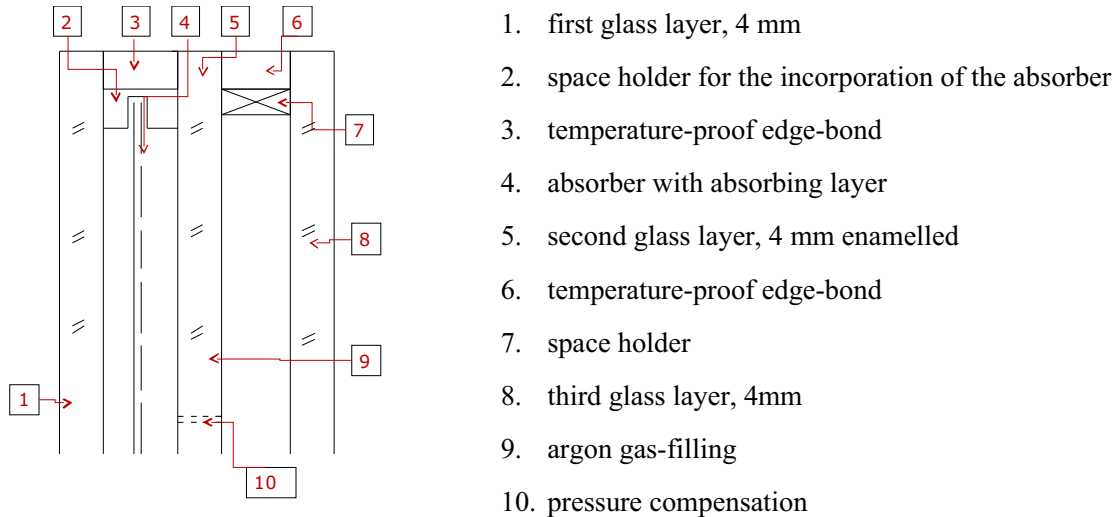 2 3 4 5 6
7
8
9
1
10
1. first glass layer, 4 mm
2. space holder for the incorporation of the absorber
3. temperature-proof edge-bond
4. absorber with absorbing layer
5. second glass layer, 4 mm enamelled
6. temperature-proof edge-bond
7. space holder
8. third glass layer, 4mm
9. argon gas-filling
10. pressure compensation